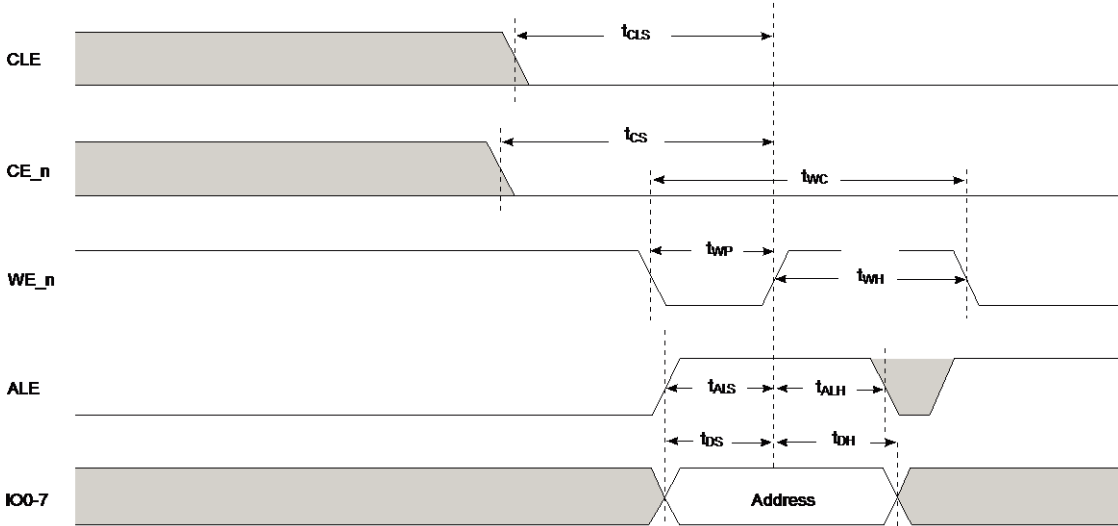 CLE
tCLS
CE_n
tCS
tWC
WE_n
tWP
tWH
ALE
tALS
tALH
tDS
tDH
IO0-7
Address